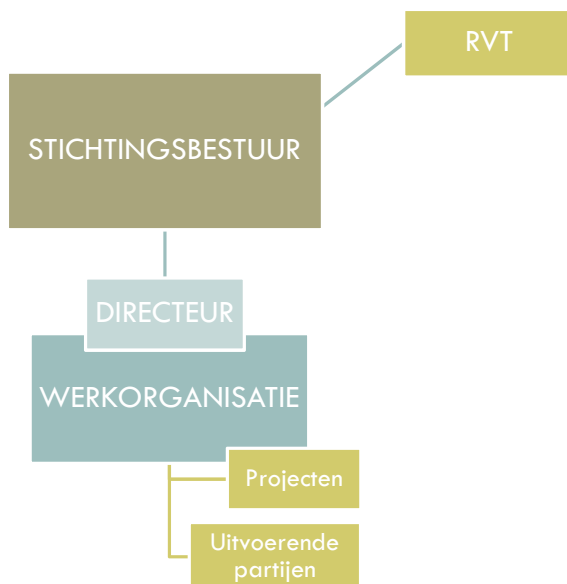 RVT
STICHTINGSBESTUUR
DIRECTEUR
WERKORGANISATIE
Projecten
Uitvoerende
partijen